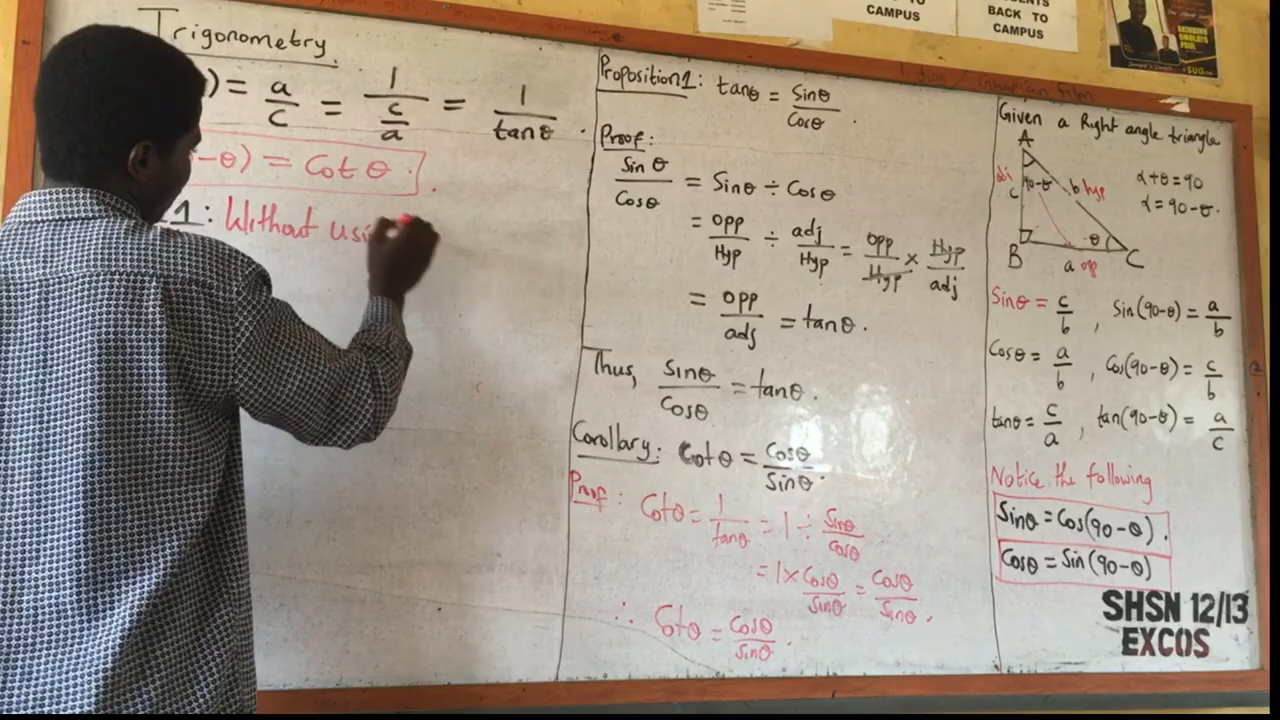 TO
CAMPUS
BACK TO
CAMPUS
SUG
Trigonometry
) = a/c = 1/(c/a) = 1/tanθ .
-θ) = Cotθ .
1 : Without usi
Proposition 1 : tanθ = Sinθ/Cosθ .
Proof :
Sin θ/Cosθ = Sinθ ÷ Cosθ
= opp/Hyp ÷ adj/Hyp = opp/Hyp × Hyp/adj
= opp/adj = tanθ .
Thus, Sinθ/Cosθ = tanθ .
Corollary : Cotθ = Cosθ/Sinθ .
Proof : Cotθ = 1/tanθ = 1 ÷ Sinθ/Cosθ
= 1 × Cosθ/Sinθ = Cosθ/Sinθ .
∴ Cotθ = Cosθ/Sinθ .
Given a Right angle triangle
A
90-θ
c
b hyp
α+θ = 90
α = 90-θ .
B
θ
C
a op
Sinθ = c/b , Sin(90-θ) = a/b
Cosθ = a/b , Cos(90-θ) = c/b
tanθ = c/a , tan(90-θ) = a/c
Notice the following
Sinθ = Cos(90-θ) .
Cosθ = Sin(90-θ)
SHSN 12/13
EXCOS